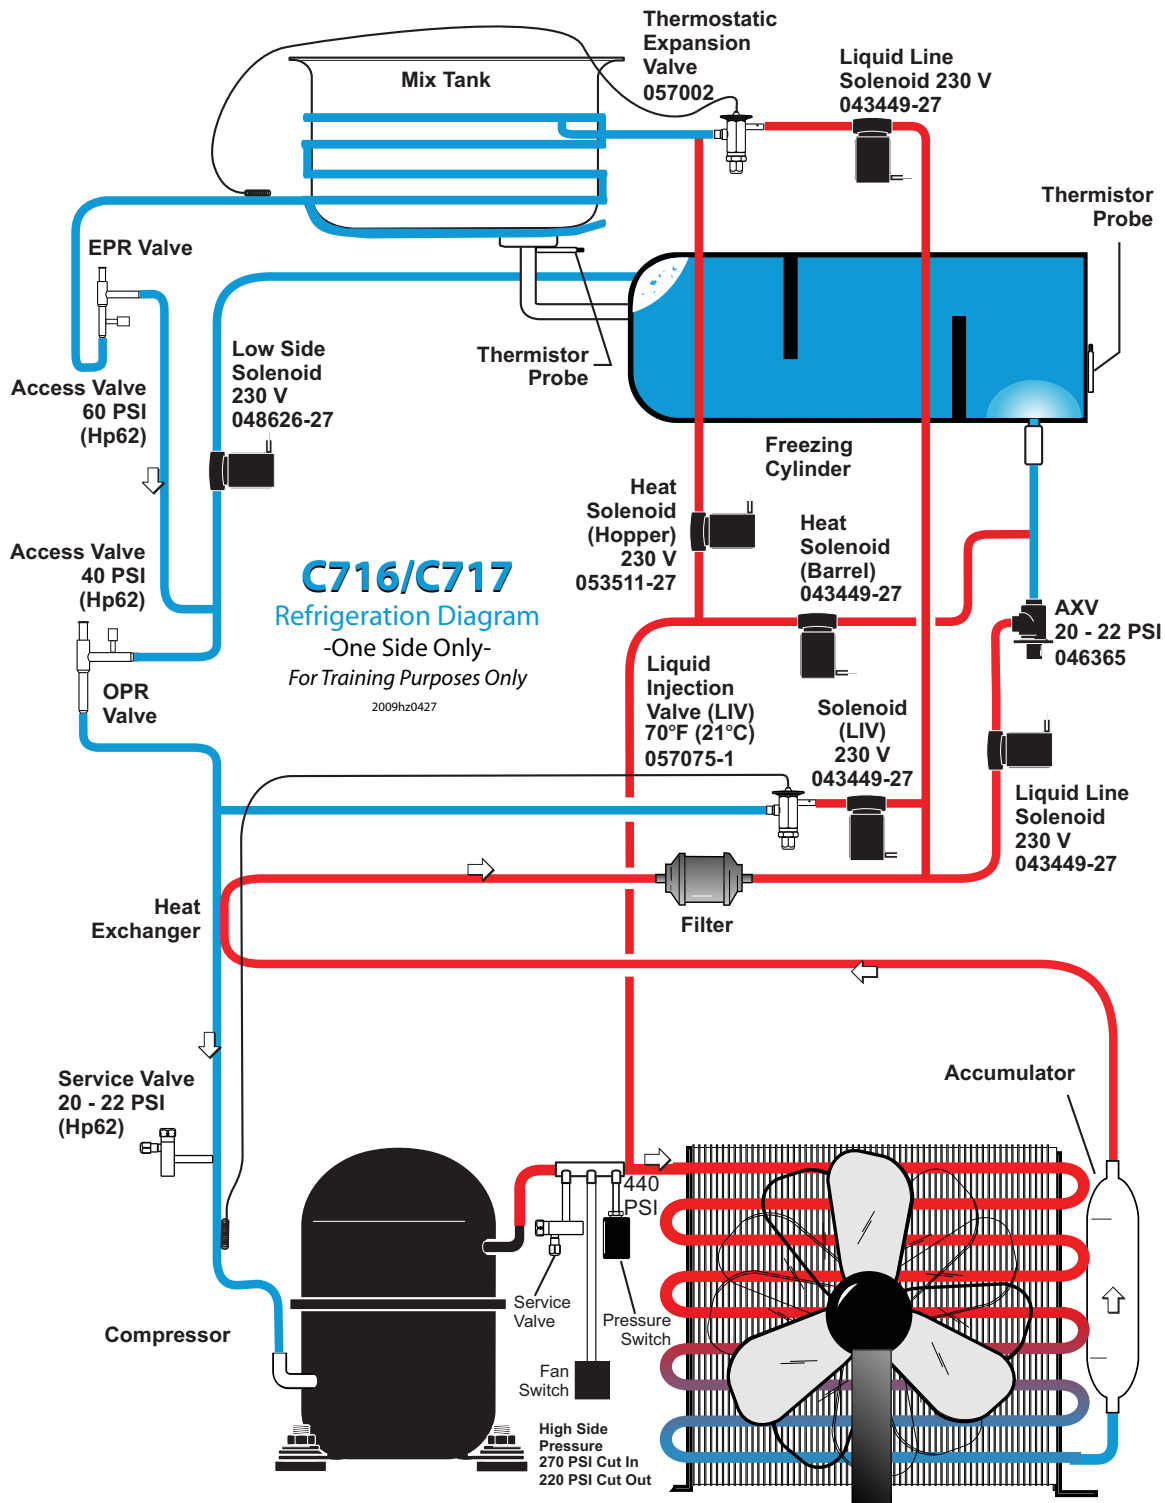 Thermostatic
Expansion
Valve
057002
Liquid Line
Solenoid 230 V
043449-27
Mix Tank
Thermistor
Probe
EPR Valve
Low Side
Solenoid
230 V
048626-27
Thermistor
Probe
Access Valve
60 PSI
(Hp62)
Freezing
Cylinder
Heat
Solenoid
(Hopper)
230 V
053511-27
Heat
Solenoid
(Barrel)
043449-27
Access Valve
40 PSI
(Hp62)
C716/C717
Refrigeration Diagram
-One Side Only-
For Training Purposes Only
2009hz0427
AXV
20 - 22 PSI
046365
OPR
Valve
Liquid
Injection
Valve (LIV)
70°F (21°C)
057075-1
Solenoid
(LIV)
230 V
043449-27
Liquid Line
Solenoid
230 V
043449-27
Heat
Exchanger
Filter
Service Valve
20 - 22 PSI
(Hp62)
Accumulator
440
PSI
Service
Valve
Pressure
Switch
Compressor
Fan
Switch
High Side
Pressure
270 PSI Cut In
220 PSI Cut Out